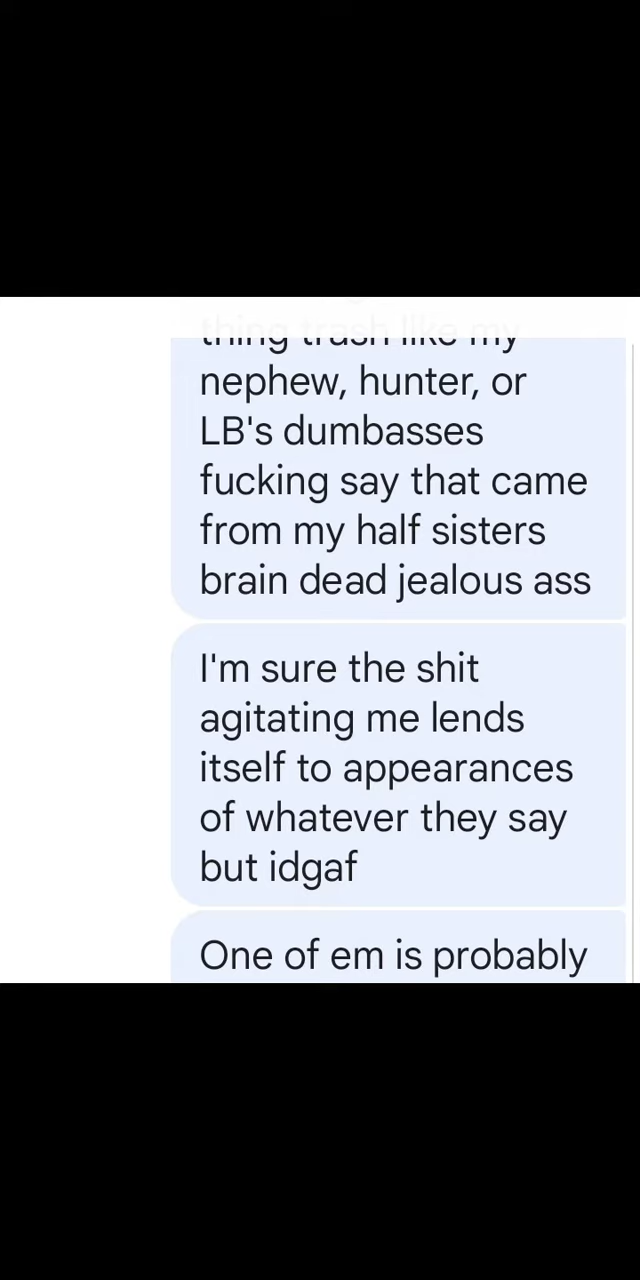 thing trash like my
nephew, hunter, or
LB's dumbasses
fucking say that came
from my half sisters
brain dead jealous ass
I'm sure the shit
agitating me lends
itself to appearances
of whatever they say
but idgaf
One of em is probably